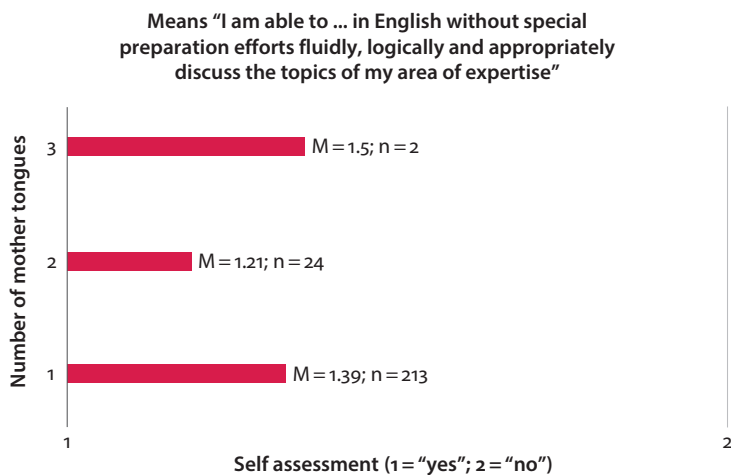 Means “I am able to ... in English without special
preparation efforts fluidly, logically and appropriately
discuss the topics of my area of expertise”
Number of mother tongues
3
M = 1.5; n = 2
2
M = 1.21; n = 24
1
M = 1.39; n = 213
1
2
Self assessment (1 = “yes”; 2 = “no”)